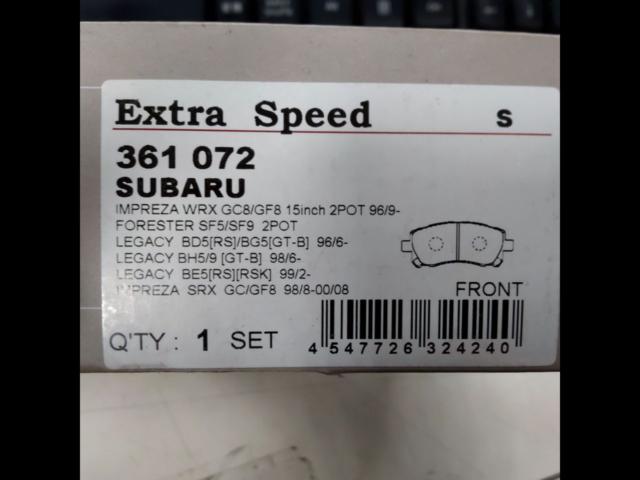 Extra Speed S
361 072
SUBARU
IMPREZA WRX GC8/GF8 15inch 2POT 96/9-
FORESTER SF5/SF9 2POT
LEGACY BD5[RS]/BG5[GT-B] 96/6-
LEGACY BH5/9 [GT-B] 98/6-
LEGACY BE5[RS][RSK] 99/2-
IMPREZA SRX GC/GF8 98/8-00/08
FRONT
Q'TY : 1 SET
4 547726 324240